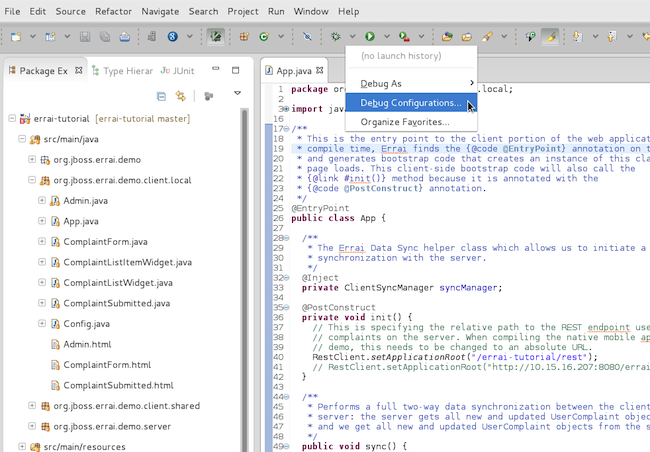 File Edit Source Refactor Navigate Search Project Run Window Help
(no launch history)
Debug As
Debug Configurations...
Organize Favorites...
Package Ex
Type Hierar
JUnit
errai-tutorial (errai-tutorial master)
src/main/java
org.jboss.errai.demo
org.jboss.errai.demo.client.local
Admin.java
App.java
ComplaintForm.java
ComplaintListItemWidget.java
ComplaintListWidget.java
ComplaintSubmitted.java
Config.java
Admin.html
ComplaintForm.html
ComplaintSubmitted.html
org.jboss.errai.demo.client.shared
org.jboss.errai.demo.server
src/main/resources
App.java
1 package or local;
2
3 import jav
16
17 /**
18 * This is the entry point to the client portion of the web applicat
19 * compile time, Errai finds the {@code @EntryPoint} annotation on t
20 * and generates bootstrap code that creates an instance of this cla
21 * page loads. This client-side bootstrap code will also call the
22 * {@link #init()} method because it is annotated with the
23 * {@code @PostConstruct} annotation.
24 */
25 @EntryPoint
26 public class App {
27
28 /**
29 * The Errai Data Sync helper class which allows us to initiate a
30 * synchronization with the server.
31 */
32 @Inject
33 private ClientSyncManager syncManager;
34
35 @PostConstruct
36 private void init() {
37 // This is specifying the relative path to the REST endpoint use
38 // complaints on the server. When compiling the native mobile ap
39 // demo, this needs to be changed to an absolute URL.
40 RestClient.setApplicationRoot("/errai-tutorial/rest");
41 // RestClient.setApplicationRoot("http://10.15.16.207:8080/errai
42 }
43
44 /**
45 * Performs a full two-way data synchronization between the client
46 * server: the server gets all new and updated UserComplaint objec
47 * and we get all new and updated UserComplaint objects from the s
48 */
49 public void sync() {